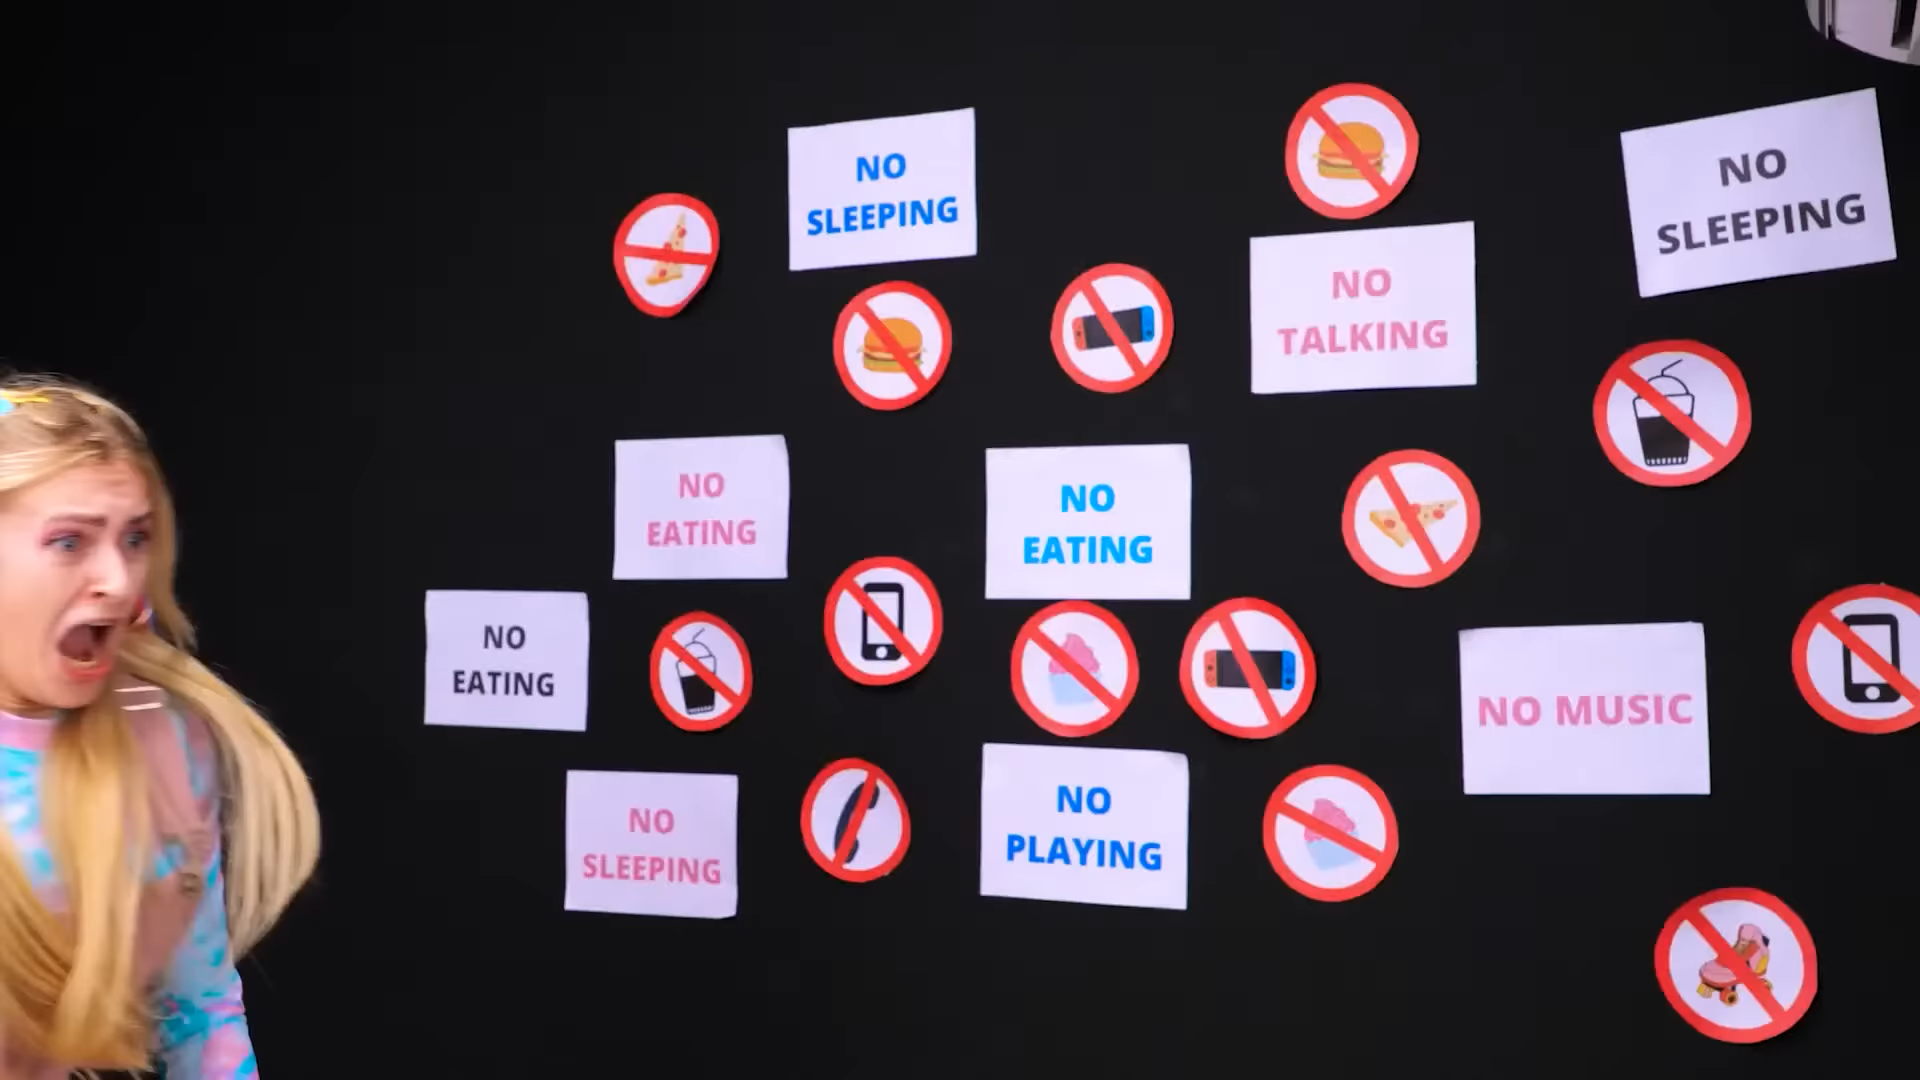 NO
SLEEPING
NO
SLEEPING
NO
TALKING
NO
EATING
NO
EATING
NO
EATING
NO MUSIC
NO
SLEEPING
NO
PLAYING